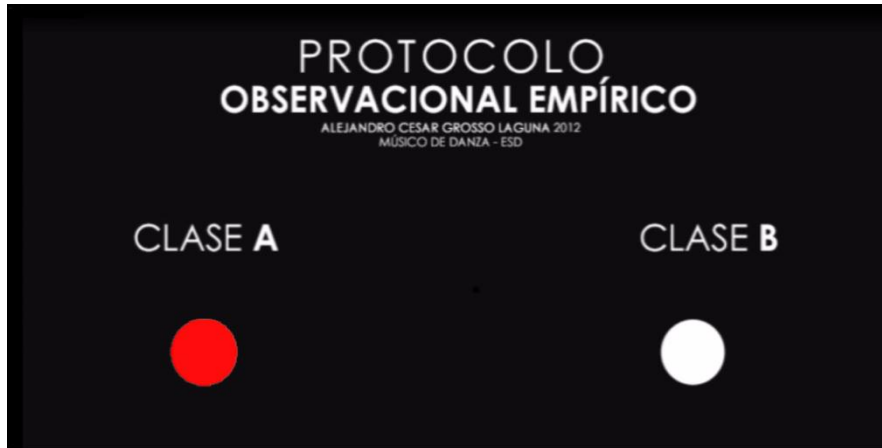 PROTOCOLO
OBSERVACIONAL EMPÍRICO
ALEJANDRO CESAR GROSSO LAGUNA 2012
MÚSICO DE DANZA - ESD
CLASE A
CLASE B